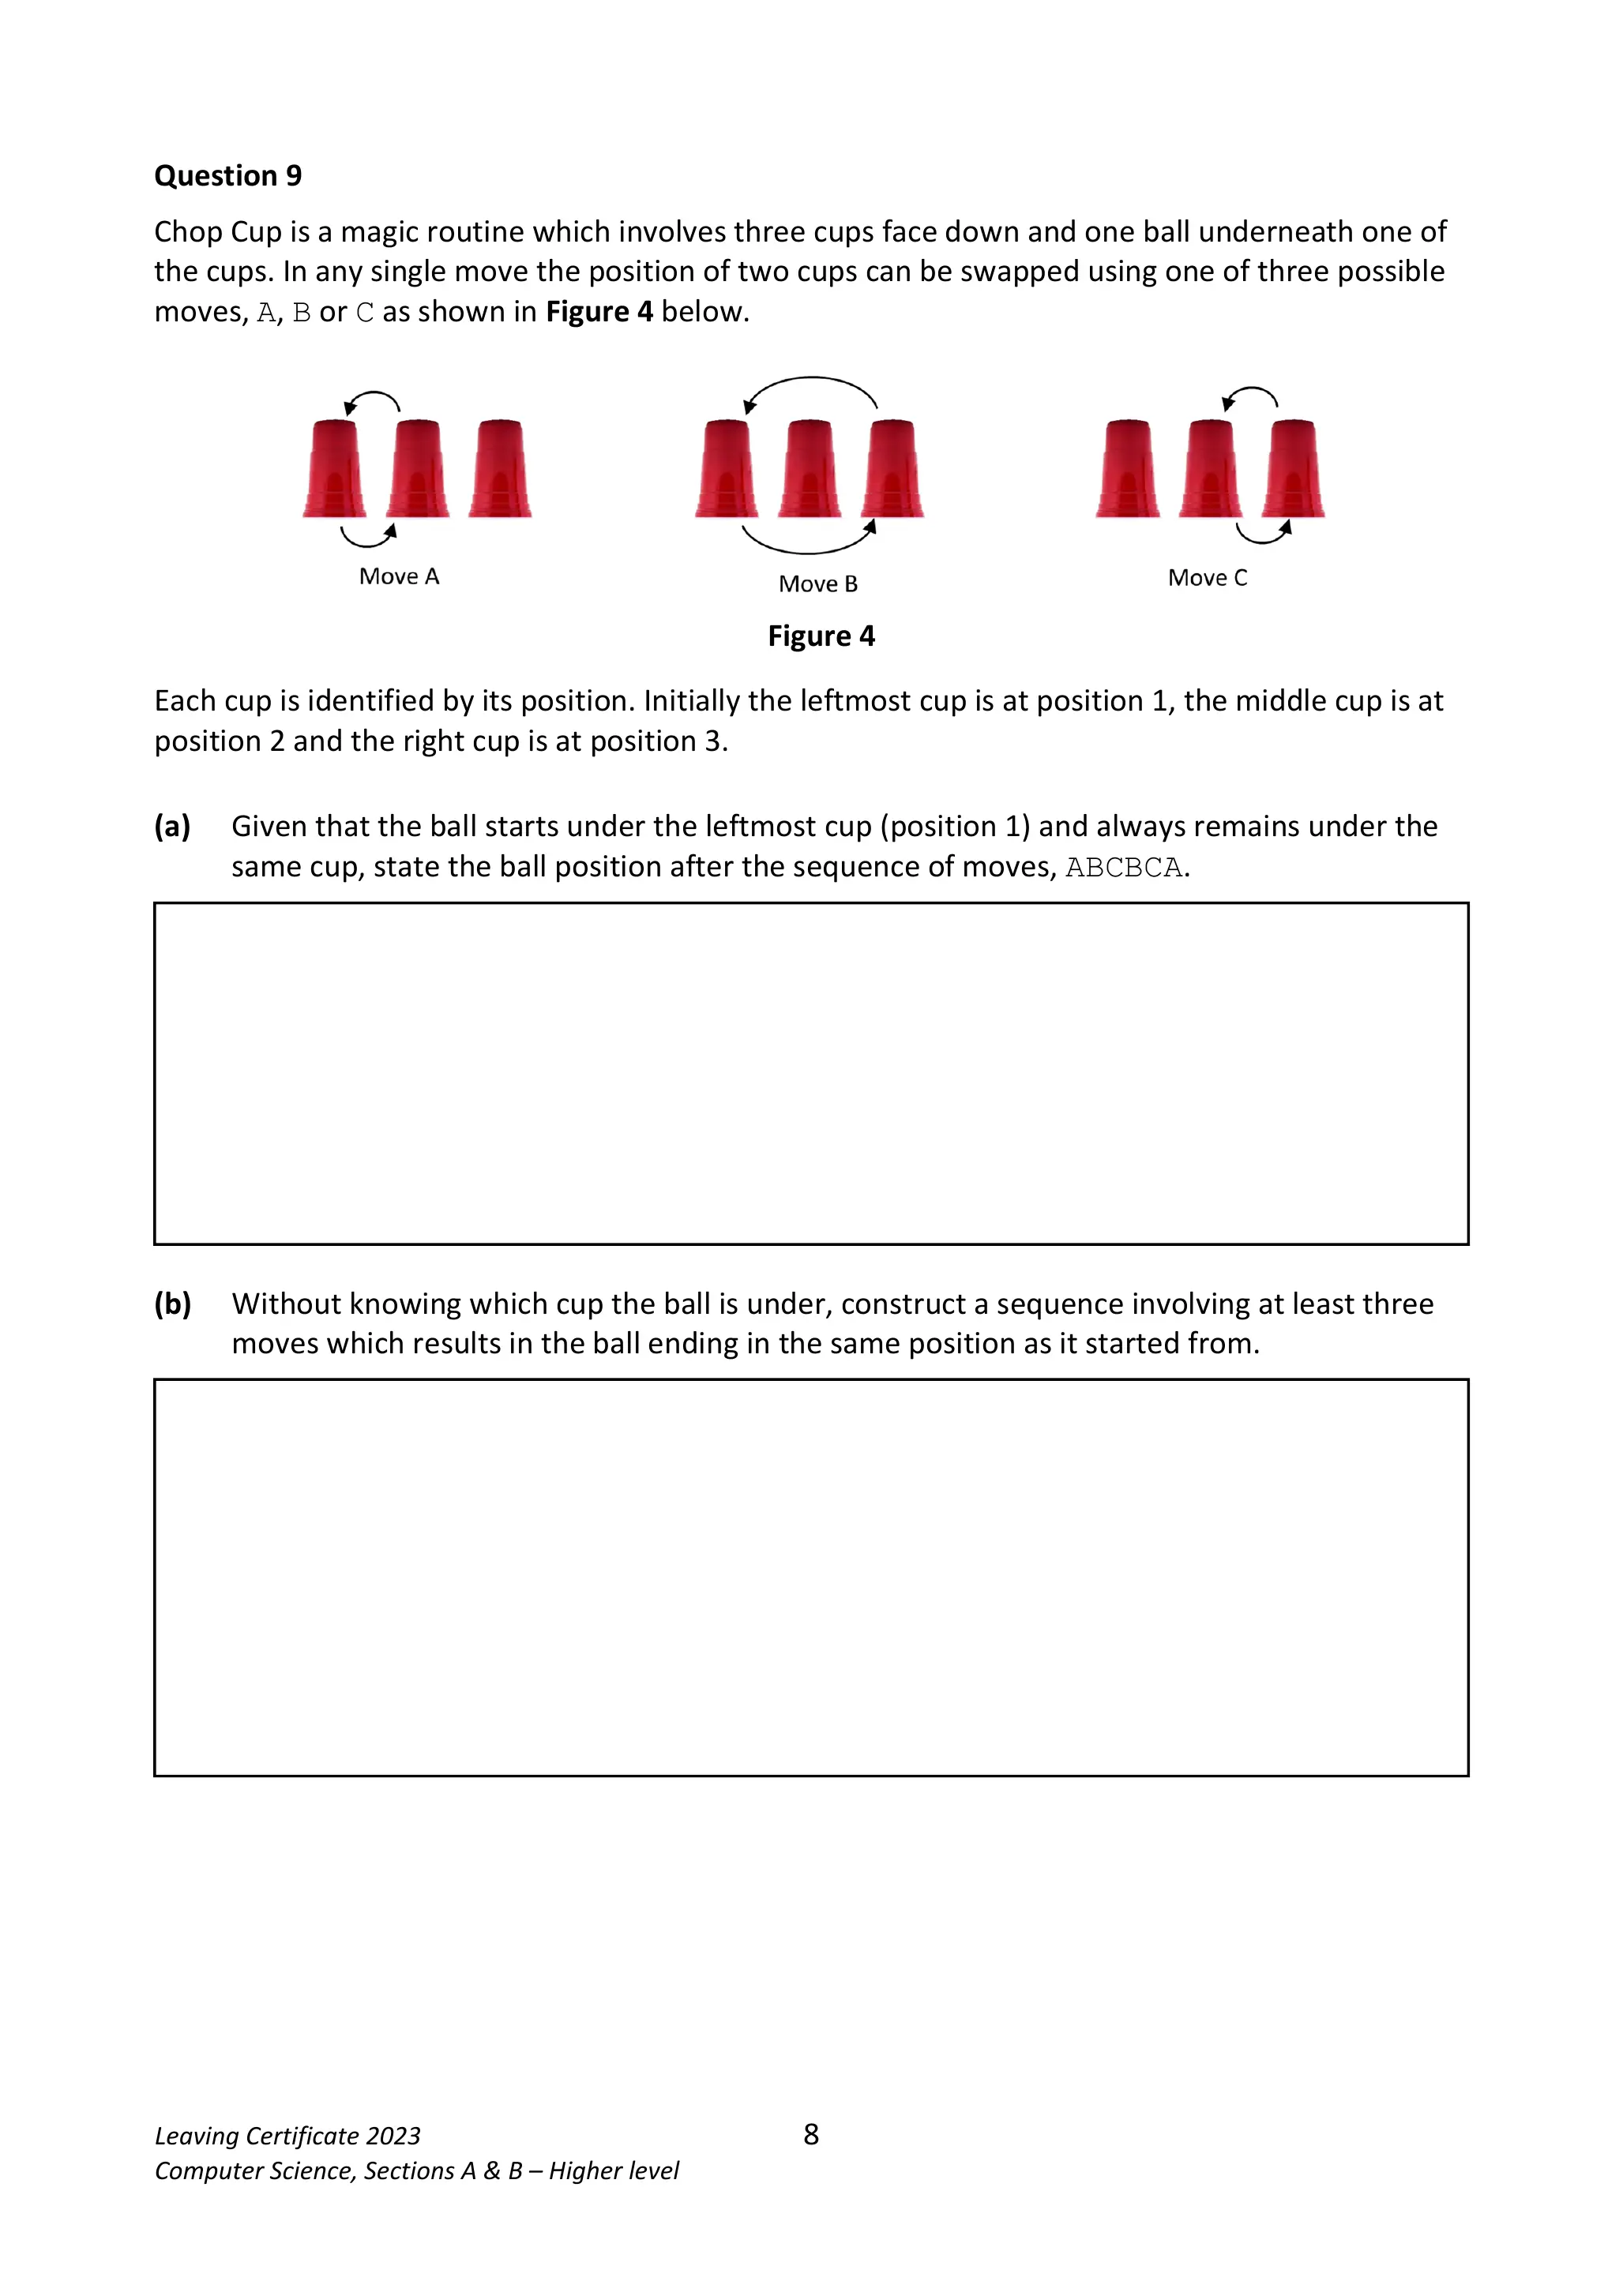 Question 9
Chop Cup is a magic routine which involves three cups face down and one ball underneath one of
the cups. In any single move the position of two cups can be swapped using one of three possible
moves, A, B or C as shown in Figure 4 below.
Move A
Move B
Move C
Figure 4
Each cup is identified by its position. Initially the leftmost cup is at position 1, the middle cup is at
position 2 and the right cup is at position 3.
(a) Given that the ball starts under the leftmost cup (position 1) and always remains under the
same cup, state the ball position after the sequence of moves, ABCBCA.
(b) Without knowing which cup the ball is under, construct a sequence involving at least three
moves which results in the ball ending in the same position as it started from.
Leaving Certificate 2023 8
Computer Science, Sections A & B – Higher level